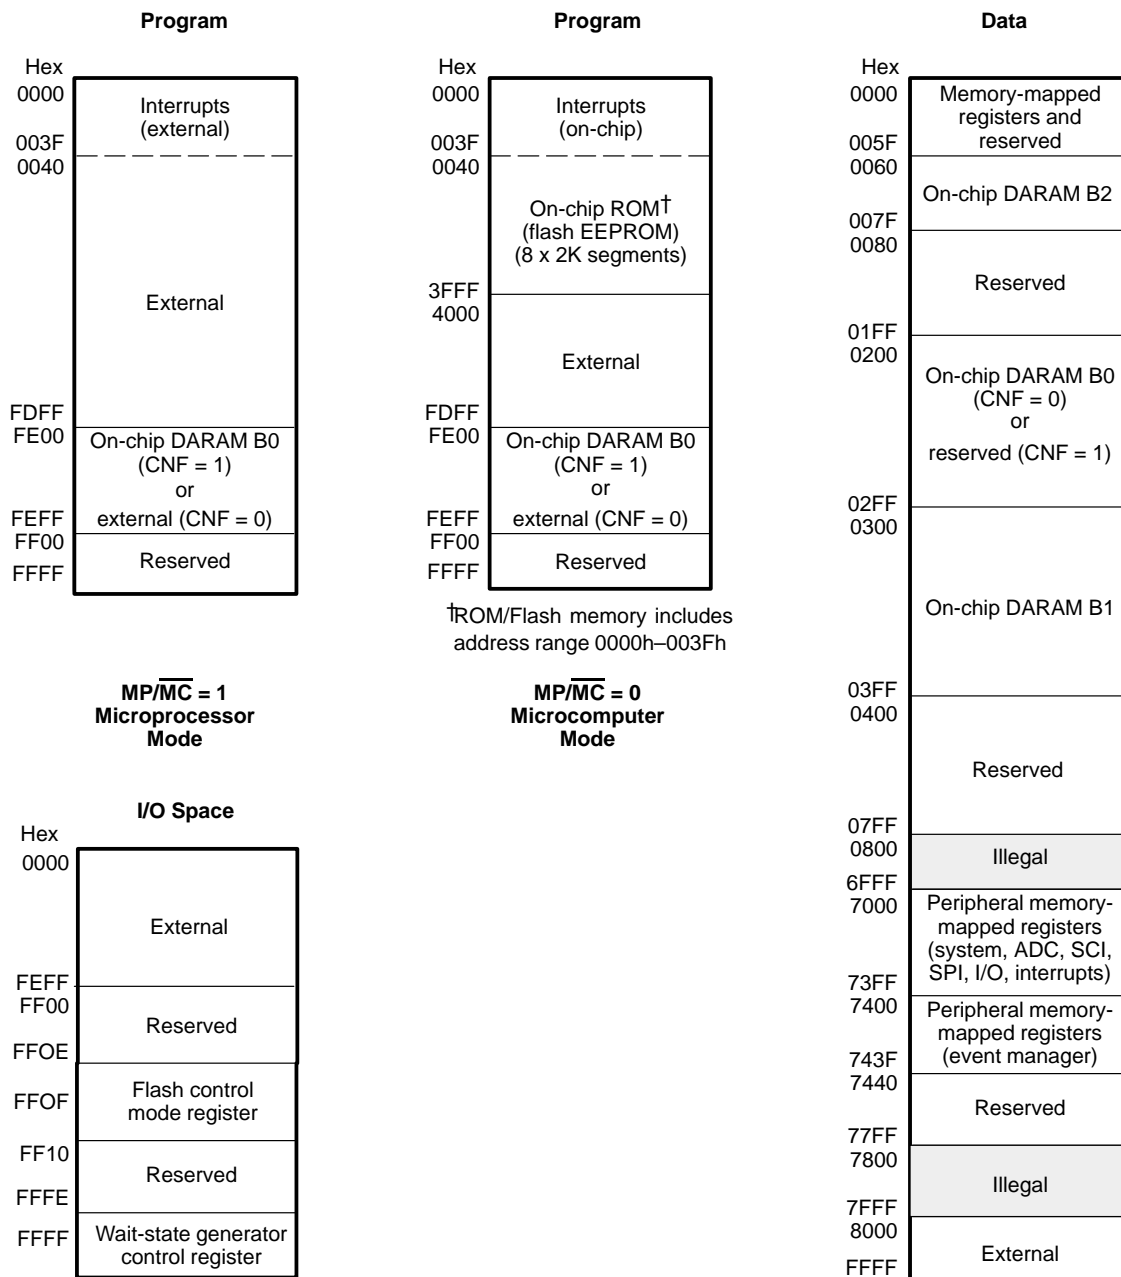 Program
Hex
0000
Interrupts
(external)
003F
0040
External
FDFF
FE00
On-chip DARAM B0
(CNF = 1)
or
external (CNF = 0)
FEFF
FF00
Reserved
FFFF
MP/MC = 1
Microprocessor
Mode
Program
Hex
0000
Interrupts
(on-chip)
003F
0040
On-chip ROM†
(flash EEPROM)
(8 x 2K segments)
3FFF
4000
External
FDFF
FE00
On-chip DARAM B0
(CNF = 1)
or
external (CNF = 0)
FEFF
FF00
Reserved
FFFF
†ROM/Flash memory includes
address range 0000h–003Fh
MP/MC = 0
Microcomputer
Mode
I/O Space
Hex
0000
External
FEFF
FF00
Reserved
FFOE
FFOF
Flash control
mode register
FF10
Reserved
FFFE
FFFF
Wait-state generator
control register
Data
Hex
0000
Memory-mapped
registers and
reserved
005F
0060
On-chip DARAM B2
007F
0080
Reserved
01FF
0200
On-chip DARAM B0
(CNF = 0)
or
reserved (CNF = 1)
02FF
0300
On-chip DARAM B1
03FF
0400
Reserved
07FF
0800
Illegal
6FFF
7000
Peripheral memory-
mapped registers
(system, ADC, SCI,
SPI, I/O, interrupts)
73FF
7400
Peripheral memory-
mapped registers
(event manager)
743F
7440
Reserved
77FF
7800
Illegal
7FFF
8000
External
FFFF